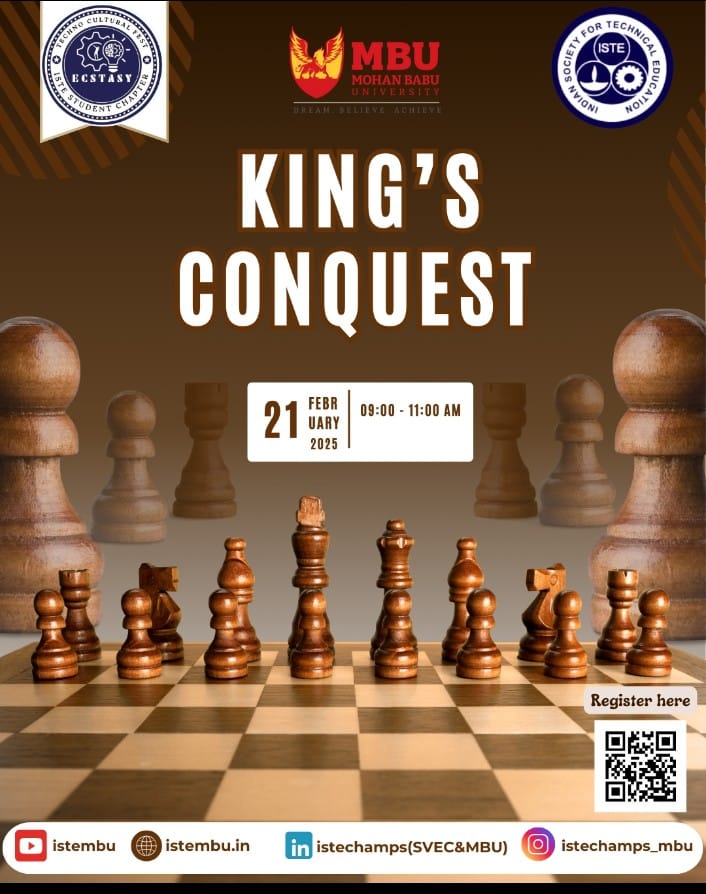 TECHNO CULTURAL FEST
ECSTASY
ISTE STUDENT CHAPTER
MBU
MOHAN BABU
UNIVERSITY
DREAM. BELIEVE. ACHIEVE
INDIAN SOCIETY FOR TECHNICAL EDUCATION
ISTE
KING'S
CONQUEST
21 FEBR
UARY
2025
09:00 - 11:00 AM
Register here
istembu
istembu.in
istechamps(SVEC&MBU)
istechamps_mbu